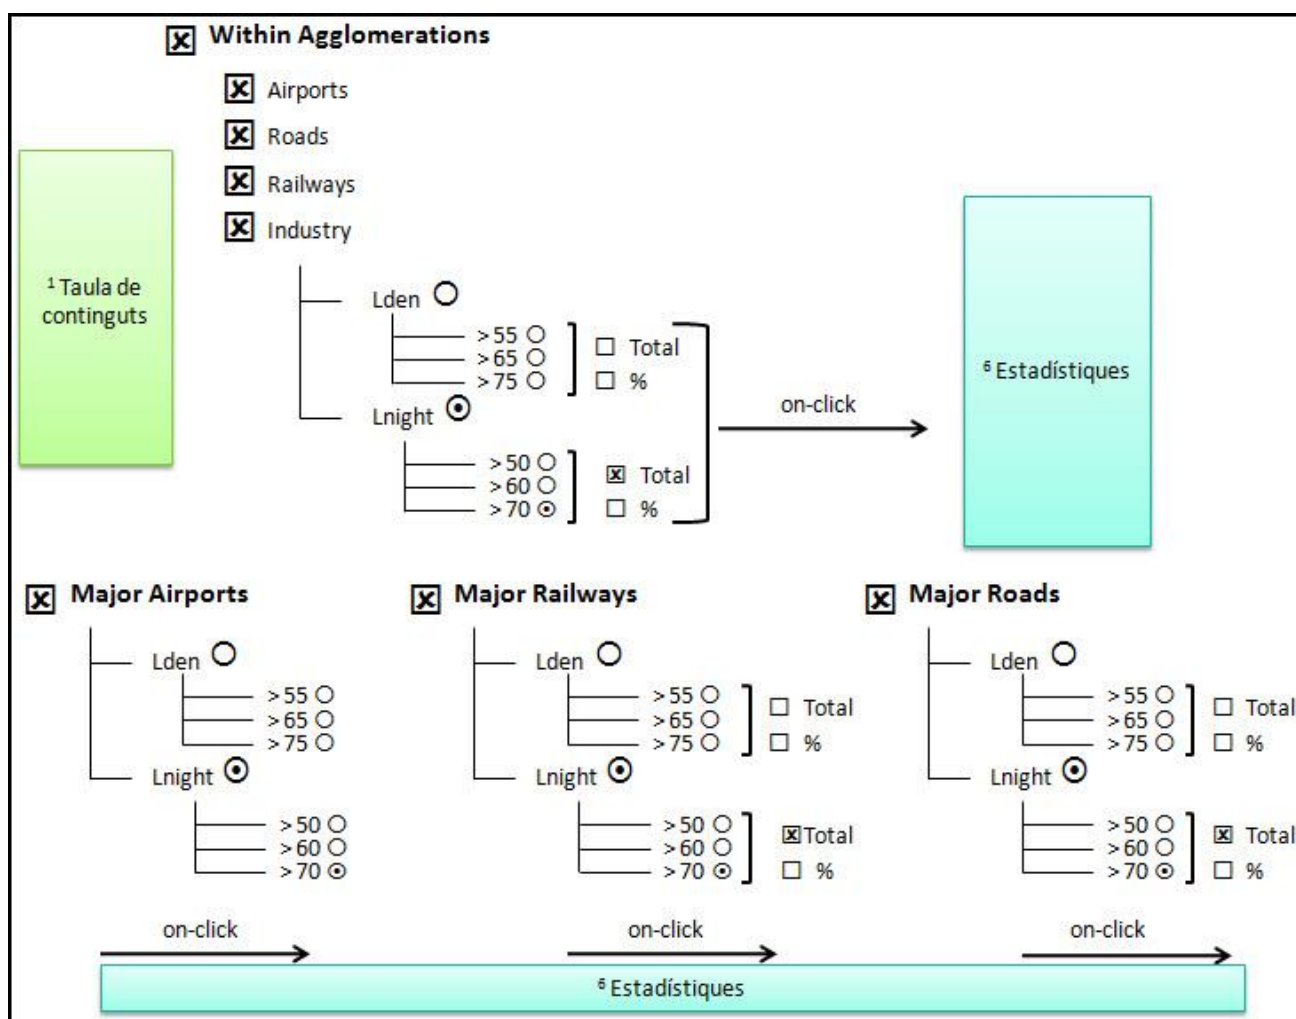 Within Agglomerations
Airports
Roads
Railways
Industry
1 Taula de
continguts
Lden
>55
>65
>75
Total
%
Lnight
>50
>60
>70
Total
%
on-click
6 Estadístiques
Major Airports
Lden
>55
>65
>75
Lnight
>50
>60
>70
on-click
Major Railways
Lden
>55
>65
>75
Total
%
Lnight
>50
>60
>70
Total
%
on-click
Major Roads
Lden
>55
>65
>75
Total
%
Lnight
>50
>60
>70
Total
%
on-click
6 Estadístiques